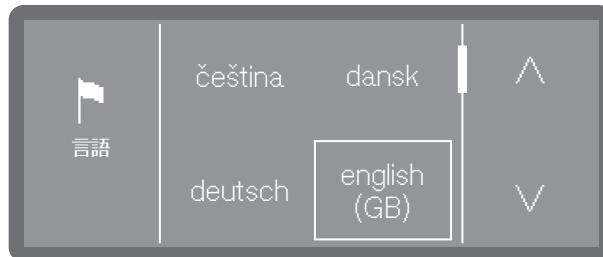 言語
čeština
dansk
deutsch
english
(GB)